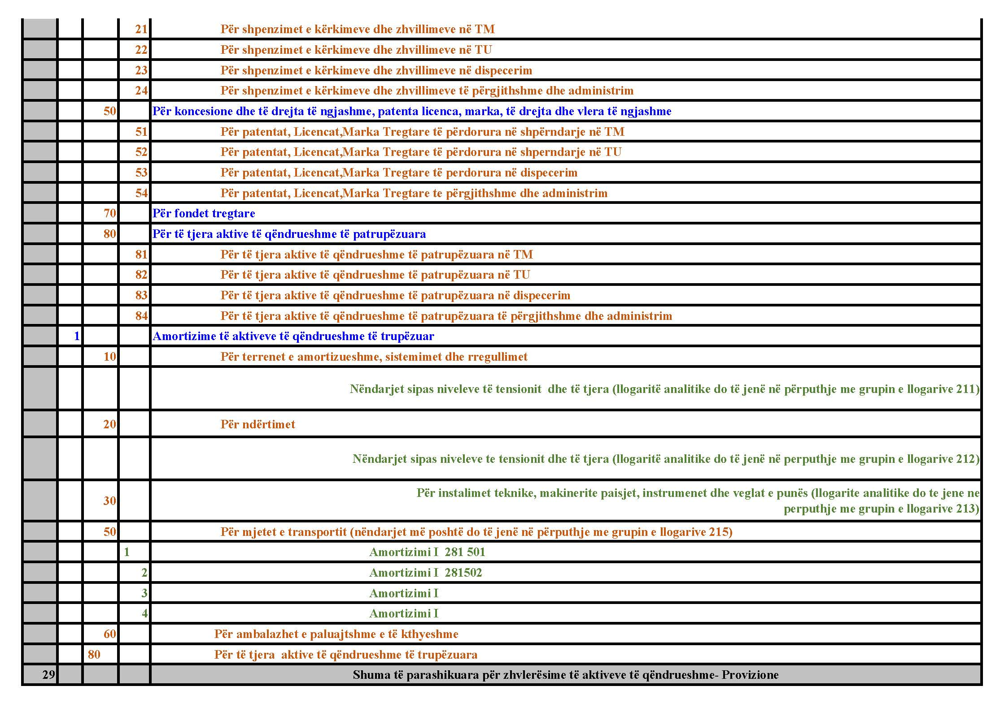 21 Për shpenzimet e kërkimeve dhe zhvillimeve në TM
22 Për shpenzimet e kërkimeve dhe zhvillimeve në TU
23 Për shpenzimet e kërkimeve dhe zhvillimeve në dispecerim
24 Për shpenzimet e kërkimeve dhe zhvillimeve të përgjithshme dhe administrim
50 Për koncesione dhe të drejta të ngjashme, patenta licenca, marka, të drejta dhe vlera të ngjashme
51 Për patentat, Licencat,Marka Tregtare të përdorura në shpërndarje në TM
52 Për patentat, Licencat,Marka Tregtare të përdorura në shperndarje në TU
53 Për patentat, Licencat,Marka Tregtare të perdorura në dispecerim
54 Për patentat, Licencat,Marka Tregtare te përgjithshme dhe administrim
70 Për fondet tregtare
80 Për të tjera aktive të qëndrueshme të patrupëzuara
81 Për të tjera aktive të qëndrueshme të patrupëzuara në TM
82 Për të tjera aktive të qëndrueshme të patrupëzuara në TU
83 Për të tjera aktive të qëndrueshme të patrupëzuara në dispecerim
84 Për të tjera aktive të qëndrueshme të patrupëzuara të përgjithshme dhe administrim
1 Amortizime të aktiveve të qëndrueshme të trupëzuar
10 Për terrenet e amortizueshme, sistemimet dhe rregullimet
Nëndarjet sipas niveleve të tensionit dhe të tjera (llogaritë analitike do të jenë në përputhje me grupin e llogarive 211)
20 Për ndërtimet
Nëndarjet sipas niveleve te tensionit dhe të tjera (llogaritë analitike do të jenë në perputhje me grupin e llogarive 212)
30 Për instalimet teknike, makinerite paisjet, instrumenet dhe veglat e punës (llogarite analitike do te jene ne
perputhje me grupin e llogarive 213)
50 Për mjetet e transportit (nëndarjet më poshtë do të jenë në përputhje me grupin e llogarive 215)
1 Amortizimi I 281 501
2 Amortizimi I 281502
3 Amortizimi I
4 Amortizimi I
60 Për ambalazhet e paluajtshme e të kthyeshme
80 Për të tjera aktive të qëndrueshme të trupëzuara
29 Shuma të parashikuara për zhvlerësime të aktiveve të qëndrueshme- Provizione